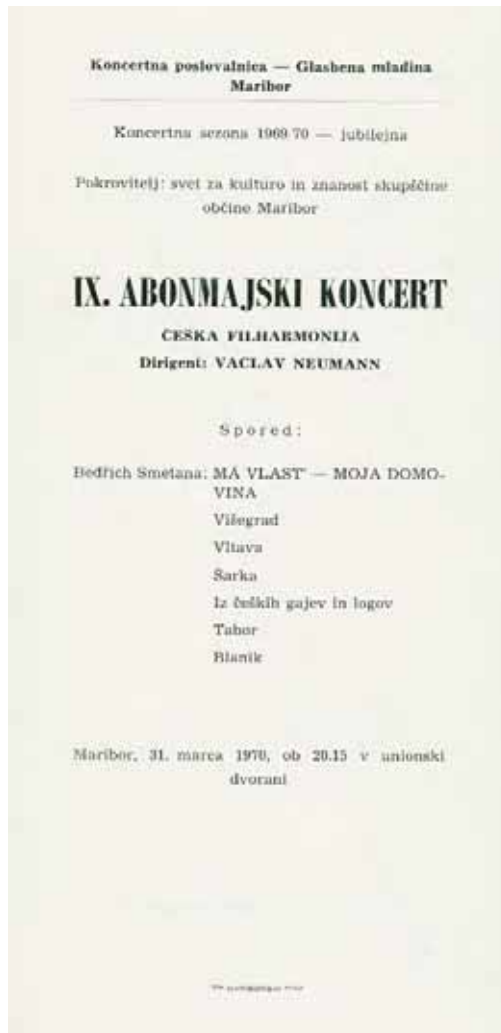 Koncertna poslovalnica — Glasbena mladina
Maribor
Koncertna sezona 1969/70 — jubilejna
Pokrovitelj: svet za kulturo in znanost skupščine
občine Maribor
IX. ABONMAJSKI KONCERT
ČEŠKA FILHARMONIJA
Dirigent: VACLAV NEUMANN
Spored:
Bedřich Smetana: MA VLAST' — MOJA DOMO-
VINA
Višegrad
Vltava
Šarka
Iz čeških gajev in logov
Tabor
Blanik
Maribor, 31. marca 1970, ob 20.15 v unionski
dvorani